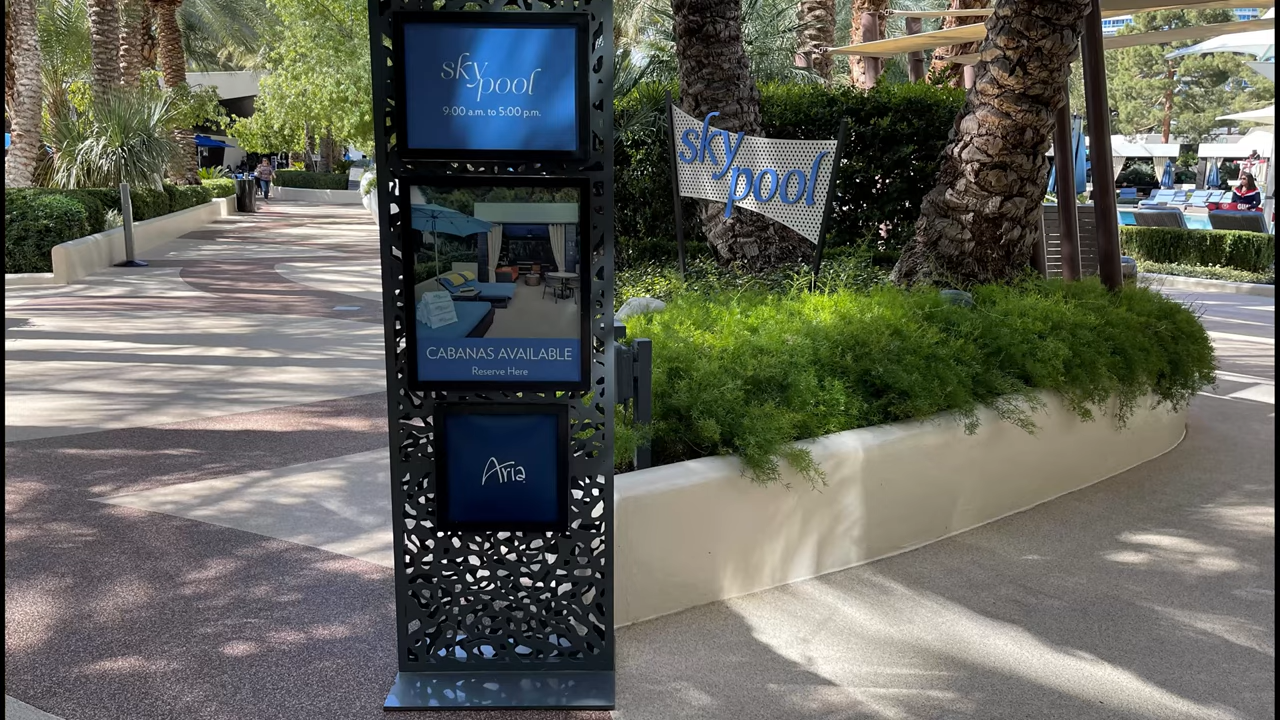 sky
pool
9:00 a.m. to 5:00 p.m.
CABANAS AVAILABLE
Reserve Here
Aria
sky
pool